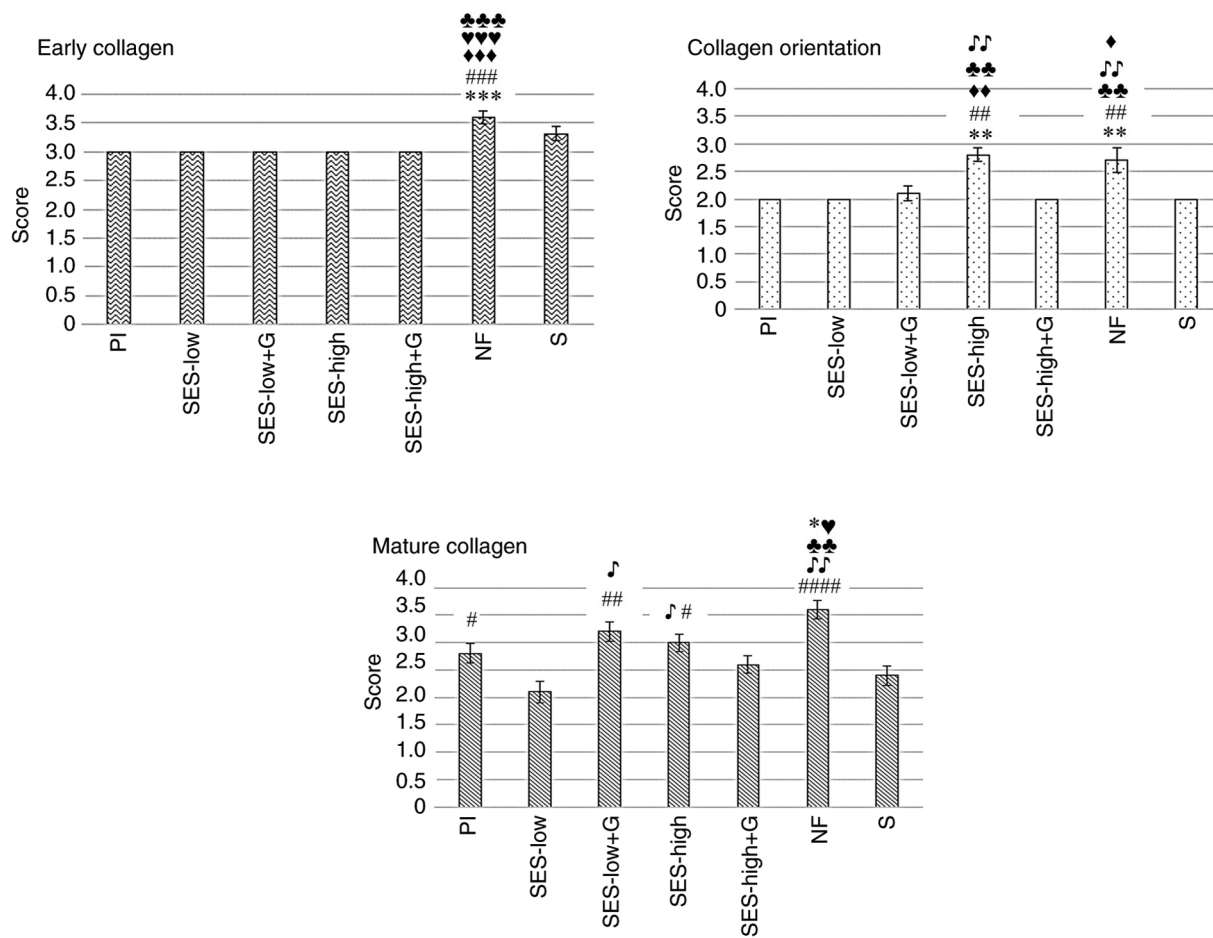 Early collagen
♣♣♣
♥♥♥
♦♦♦
###
***
4.0
3.5
3.0
2.5
2.0
1.5
1.0
0.5
0
Score
PI
SES-low
SES-low+G
SES-high
SES-high+G
NF
S
Collagen orientation
♪♪
♣♣
♦♦
##
**
♦
♪♪
♣♣
##
**
4.0
3.5
3.0
2.5
2.0
1.0
0.5
0
Score
PI
SES-low
SES-low+G
SES-high
SES-high+G
NF
S
Mature collagen
#
♪
##
♪ #
*♥
♣♣
♪♪
####
4.0
3.5
3.0
2.5
2.0
1.5
1.0
0.5
0
Score
PI
SES-low
SES-low+G
SES-high
SES-high+G
NF
S